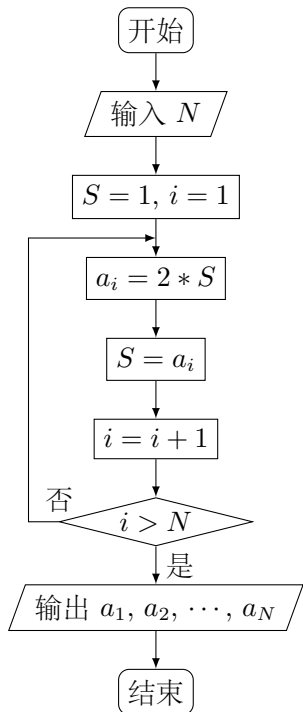 开始
输入 N
S = 1, i = 1
a_i = 2 * S
S = a_i
i = i + 1
否
i > N
是
输出 a_1, a_2, ⋯, a_N
结束